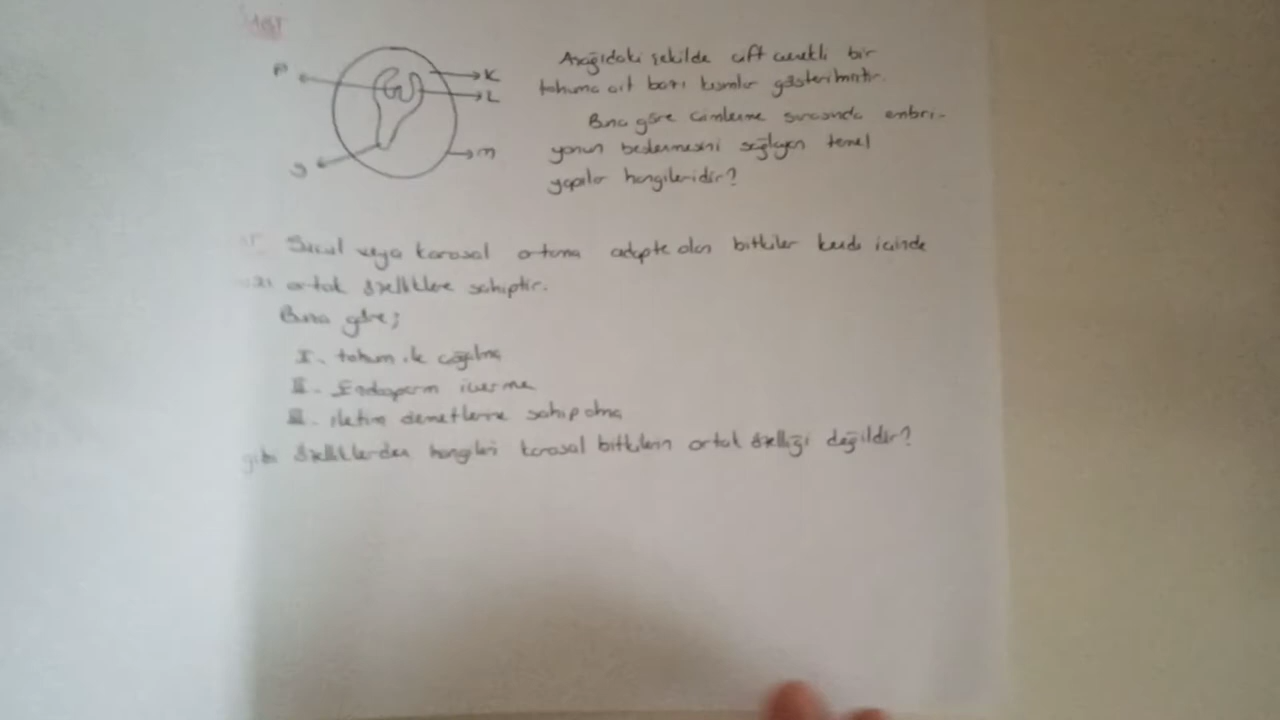 P
K
L
M
S
Aşağıdaki şekilde çift çenekli bir
tohuma ait bazı kısımlar gösterilmiştir.
Buna göre çimlenme sırasında embri-
yonun beslenmesini sağlayan temel
yapılar hangileridir?
Sucul veya karasal ortama adapte olan bitkiler kendi içinde
ortak özelliklere sahiptir.
Buna göre;
I. tohum ile çoğalma
II. Endosperm içerme
III. iletim demetlerine sahip olma
gibi özelliklerden hangileri karasal bitkilerin ortak özelliği değildir?